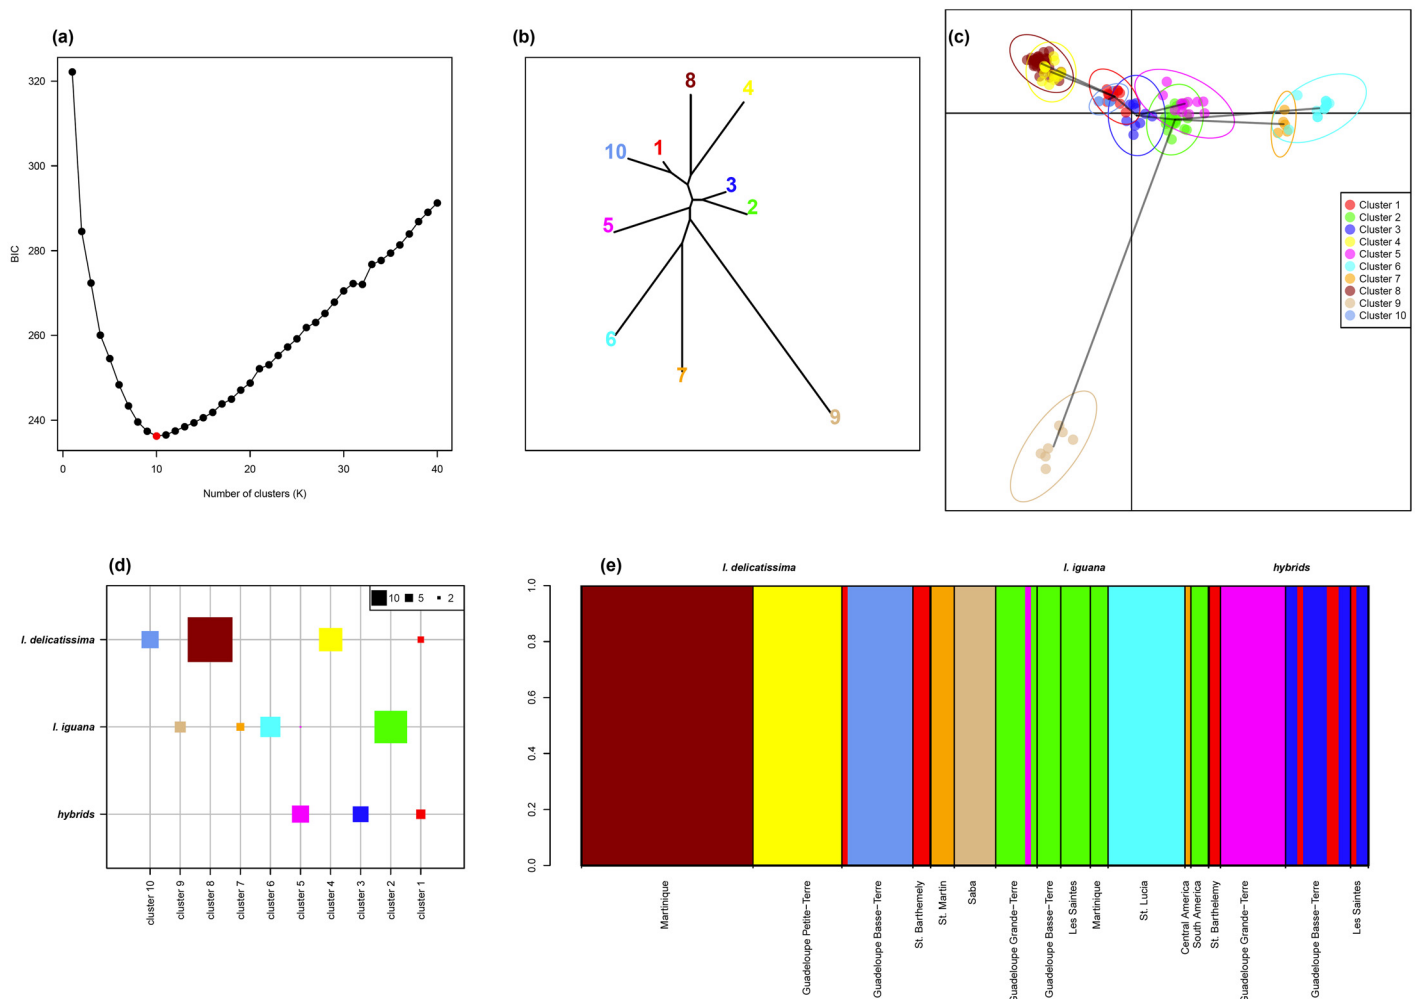 (a)
320
300
280
260
240
BIC
0
10
20
30
40
Number of clusters (K)
(b)
8
4
10
1
3
2
5
6
7
9
(c)
Cluster 1
Cluster 2
Cluster 3
Cluster 4
Cluster 5
Cluster 6
Cluster 7
Cluster 8
Cluster 9
Cluster 10
(d)
10
5
2
I. delicatissima
I. iguana
hybrids
cluster 10
cluster 9
cluster 8
cluster 7
cluster 6
cluster 5
cluster 4
cluster 3
cluster 2
cluster 1
(e)
I. delicatissima
I. iguana
hybrids
1.0
0.8
0.6
0.4
0.2
0.0
Martinique
Guadeloupe Petite−Terre
Guadeloupe Basse−Terre
St. Barthemely
St. Martin
Saba
Guadeloupe Grande−Terre
Guadeloupe Basse−Terre
Les Saintes
Martinique
St. Lucia
Central America
South America
St. Barthelemy
Guadeloupe Grande−Terre
Guadeloupe Basse−Terre
Les Saintes